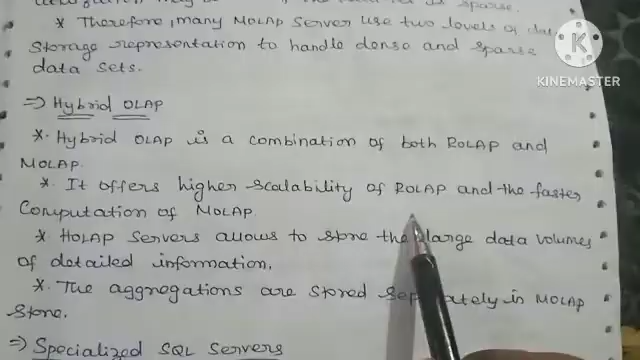 * Therefore, many MOLAP Server use two levels of
Storage representation to handle dense and sparse
data sets.
KINEMASTER
⇒ Hybrid OLAP
* Hybrid OLAP is a combination of both ROLAP and
MOLAP.
* It offers higher scalability of ROLAP and the faster
Computation of MOLAP.
* HOLAP Servers allows to store the large data volumes
of detailed information.
* The aggregations are stored separately in MOLAP
Store.
⇒ Specialized SQL Servers